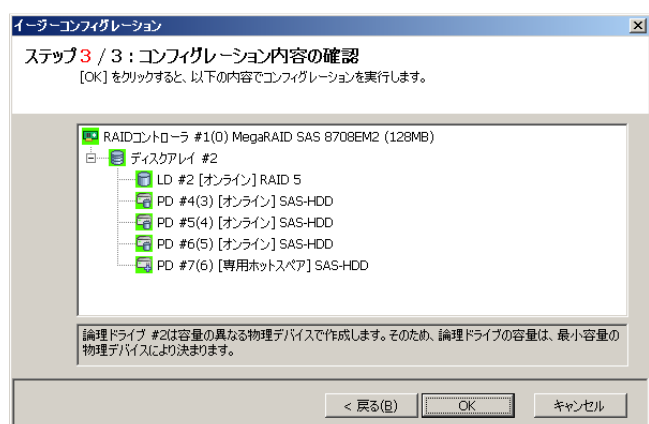 イージーコンフィグレーション
ステップ3 / 3 : コンフィグレーション内容の確認
[OK] をクリックすると、以下の内容でコンフィグレーションを実行します。
RAIDコントローラ #1(0) MegaRAID SAS 8708EM2 (128MB)
ディスクアレイ #2
LD #2 [オンライン] RAID 5
PD #4(3) [オンライン] SAS-HDD
PD #5(4) [オンライン] SAS-HDD
PD #6(5) [オンライン] SAS-HDD
PD #7(6) [専用ホットスペア] SAS-HDD
論理ドライブ #2は容量の異なる物理デバイスで作成します。そのため、論理ドライブの容量は、最小容量の
物理デバイスにより決まります。
< 戻る(B) OK キャンセル